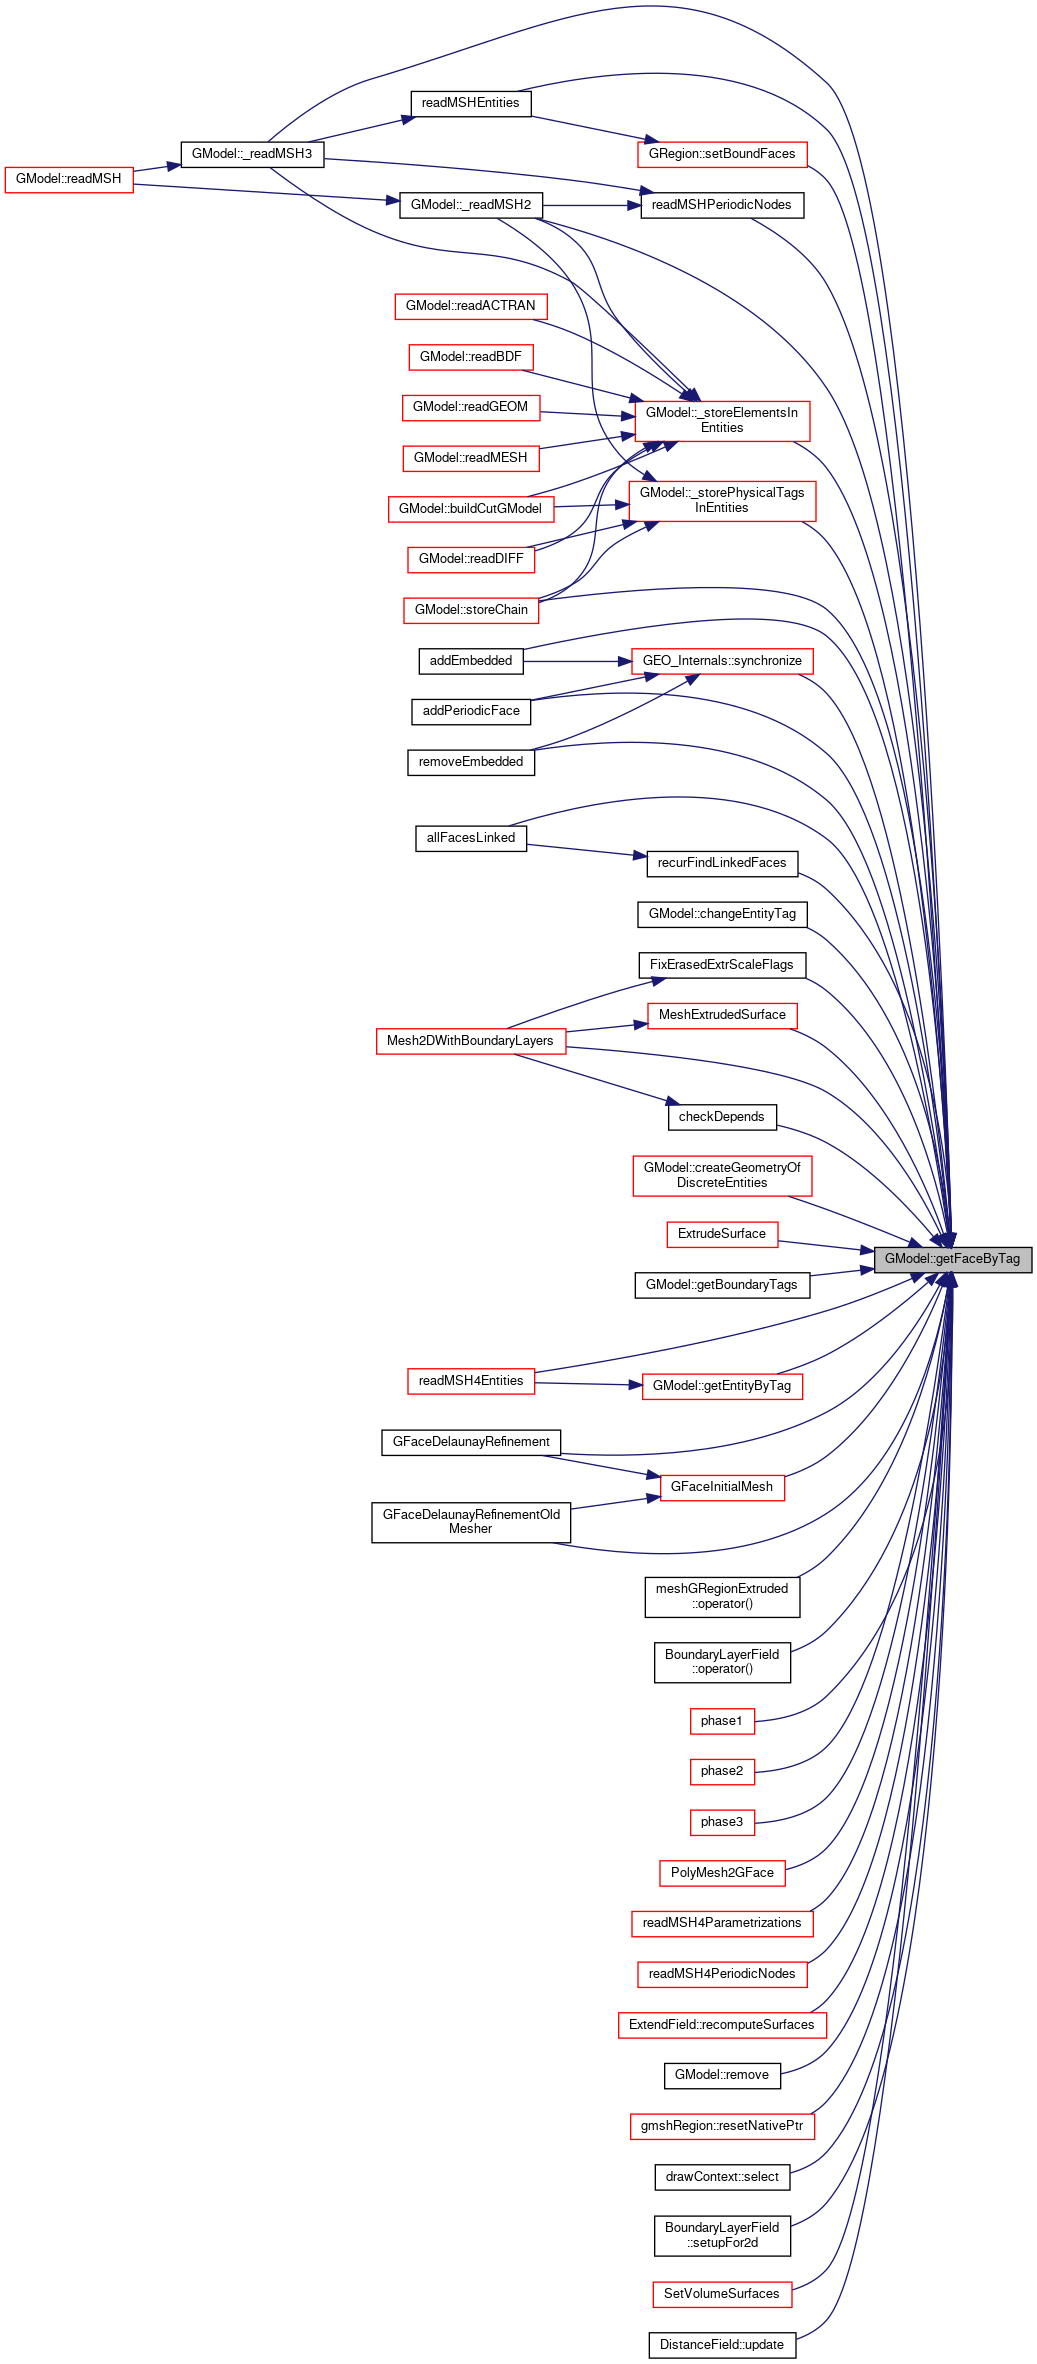 readMSHEntities
GModel::_readMSH3
GRegion::setBoundFaces
GModel::readMSH
GModel::_readMSH2
readMSHPeriodicNodes
GModel::readACTRAN
GModel::readBDF
GModel::readGEOM
GModel::_storeElementsIn
Entities
GModel::readMESH
GModel::_storePhysicalTags
InEntities
GModel::buildCutGModel
GModel::readDIFF
GModel::storeChain
addEmbedded
GEO_Internals::synchronize
addPeriodicFace
removeEmbedded
allFacesLinked
recurFindLinkedFaces
GModel::changeEntityTag
FixErasedExtrScaleFlags
MeshExtrudedSurface
Mesh2DWithBoundaryLayers
checkDepends
GModel::createGeometryOf
DiscreteEntities
ExtrudeSurface
GModel::getFaceByTag
GModel::getBoundaryTags
readMSH4Entities
GModel::getEntityByTag
GFaceDelaunayRefinement
GFaceInitialMesh
GFaceDelaunayRefinementOld
Mesher
meshGRegionExtruded
::operator()
BoundaryLayerField
::operator()
phase1
phase2
phase3
PolyMesh2GFace
readMSH4Parametrizations
readMSH4PeriodicNodes
ExtendField::recomputeSurfaces
GModel::remove
gmshRegion::resetNativePtr
drawContext::select
BoundaryLayerField
::setupFor2d
SetVolumeSurfaces
DistanceField::update